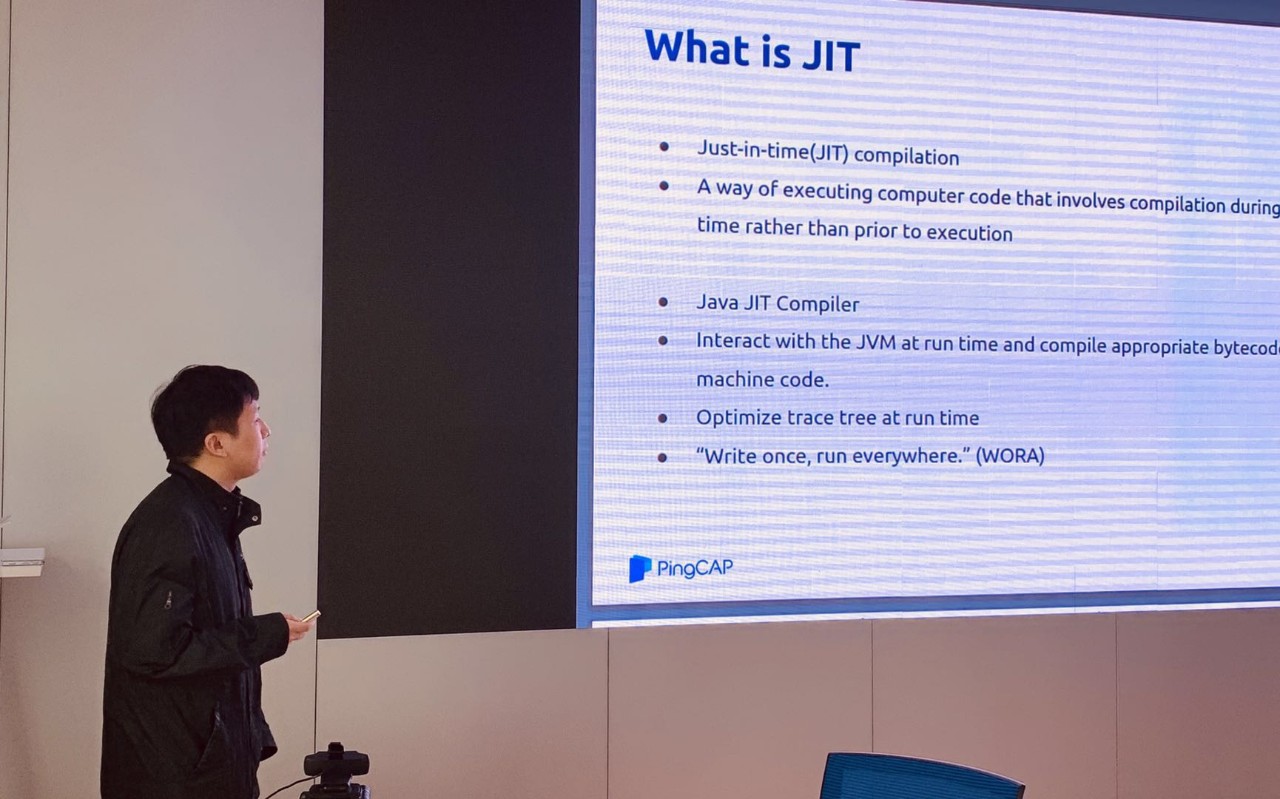 What is JIT
Just-in-time(JIT) compilation
A way of executing computer code that involves compilation during
time rather than prior to execution
Java JIT Compiler
Interact with the JVM at run time and compile appropriate bytecod
machine code.
Optimize trace tree at run time
“Write once, run everywhere.” (WORA)
PingCAP